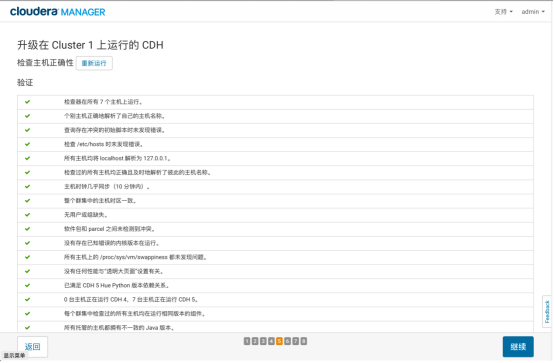 cloudera MANAGER
支持 admin
升级在 Cluster 1 上运行的 CDH
检查主机正确性 重新运行
验证
检查器在所有 7 个主机上运行。
个别主机正确地解析了自己的主机名称。
查询存在冲突的初始脚本时未发现错误。
检查 /etc/hosts 时未发现错误。
所有主机均将 localhost 解析为 127.0.0.1。
检查过的所有主机均正确且及时地解析了彼此的主机名称。
主机时钟几乎同步（10 分钟内）。
整个群集中的主机时区一致。
无用户或组缺失。
软件包和 parcel 之间未检测到冲突。
没有存在已知错误的内核版本在运行。
所有主机上的 /proc/sys/vm/swappiness 都未发现问题。
没有任何性能与“透明大页面”设置有关。
已满足 CDH 5 Hue Python 版本依赖关系。
0 台主机正在运行 CDH 4，7 台主机正在运行 CDH 5。
每个群集中检查过的所有主机均在运行相同版本的组件。
所有托管的主机都拥有不一致的 Java 版本。
Feedback
返回 1 2 3 4 5 6 7 8 继续
显示菜单